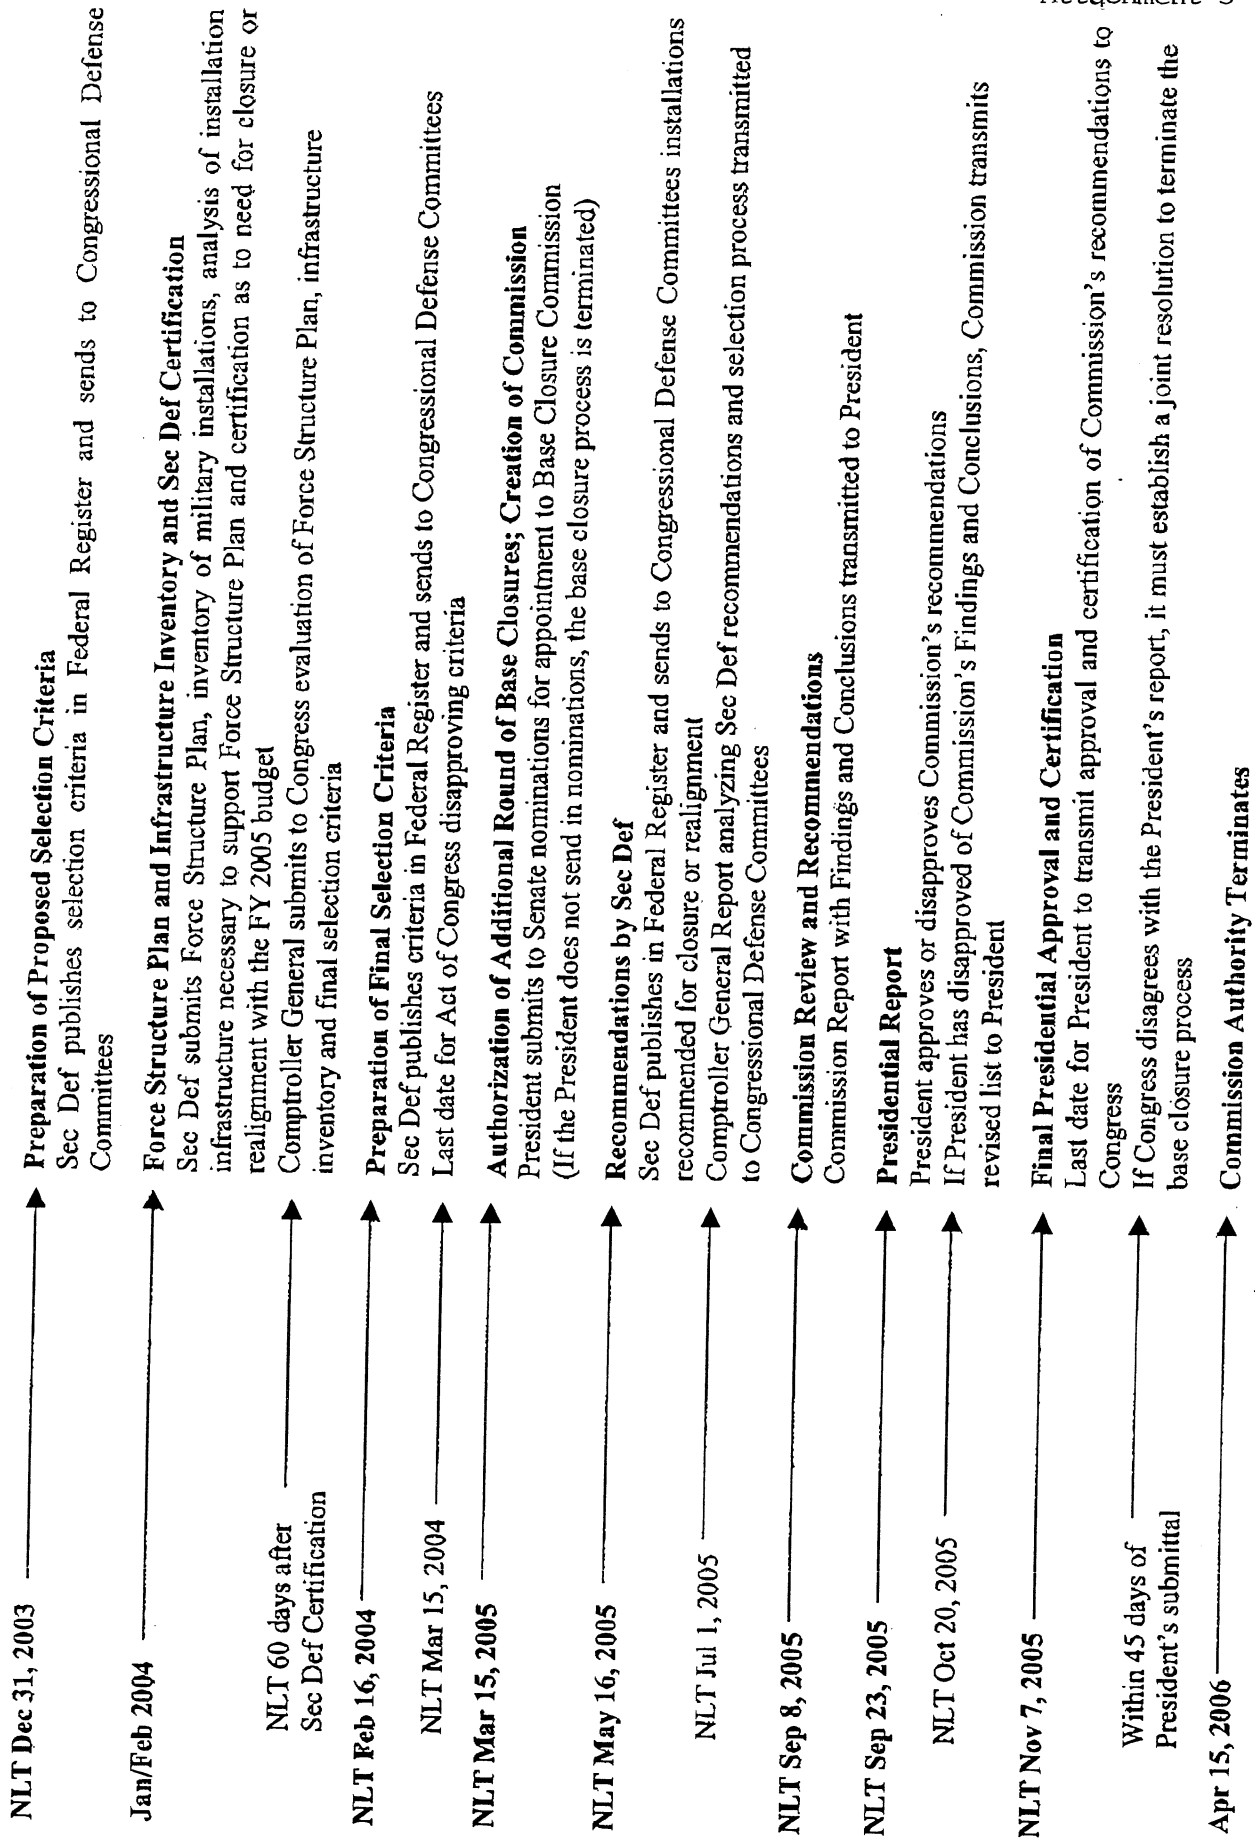 Attachment 3
NLT Dec 31, 2003
Preparation of Proposed Selection Criteria
Sec Def publishes selection criteria in Federal Register and sends to Congressional Defense
Committees
Jan/Feb 2004
Force Structure Plan and Infrastructure Inventory and Sec Def Certification
Sec Def submits Force Structure Plan, inventory of military installations, analysis of installation
infrastructure necessary to support Force Structure Plan and certification as to need for closure or
realignment with the FY 2005 budget
NLT 60 days after
Sec Def Certification
Comptroller General submits to Congress evaluation of Force Structure Plan, infrastructure
inventory and final selection criteria
NLT Feb 16, 2004
Preparation of Final Selection Criteria
Sec Def publishes criteria in Federal Register and sends to Congressional Defense Committees
NLT Mar 15, 2004
Last date for Act of Congress disapproving criteria
NLT Mar 15, 2005
Authorization of Additional Round of Base Closures; Creation of Commission
President submits to Senate nominations for appointment to Base Closure Commission
(If the President does not send in nominations, the base closure process is terminated)
NLT May 16, 2005
Recommendations by Sec Def
Sec Def publishes in Federal Register and sends to Congressional Defense Committees installations
recommended for closure or realignment
NLT Jul 1, 2005
Comptroller General Report analyzing Sec Def recommendations and selection process transmitted
to Congressional Defense Committees
NLT Sep 8, 2005
Commission Review and Recommendations
Commission Report with Findings and Conclusions transmitted to President
NLT Sep 23, 2005
Presidential Report
President approves or disapproves Commission's recommendations
NLT Oct 20, 2005
If President has disapproved of Commission's Findings and Conclusions, Commission transmits
revised list to President
NLT Nov 7, 2005
Final Presidential Approval and Certification
Last date for President to transmit approval and certification of Commission's recommendations to
Congress
Within 45 days of
President's submittal
If Congress disagrees with the President's report, it must establish a joint resolution to terminate the
base closure process
Apr 15, 2006
Commission Authority Terminates